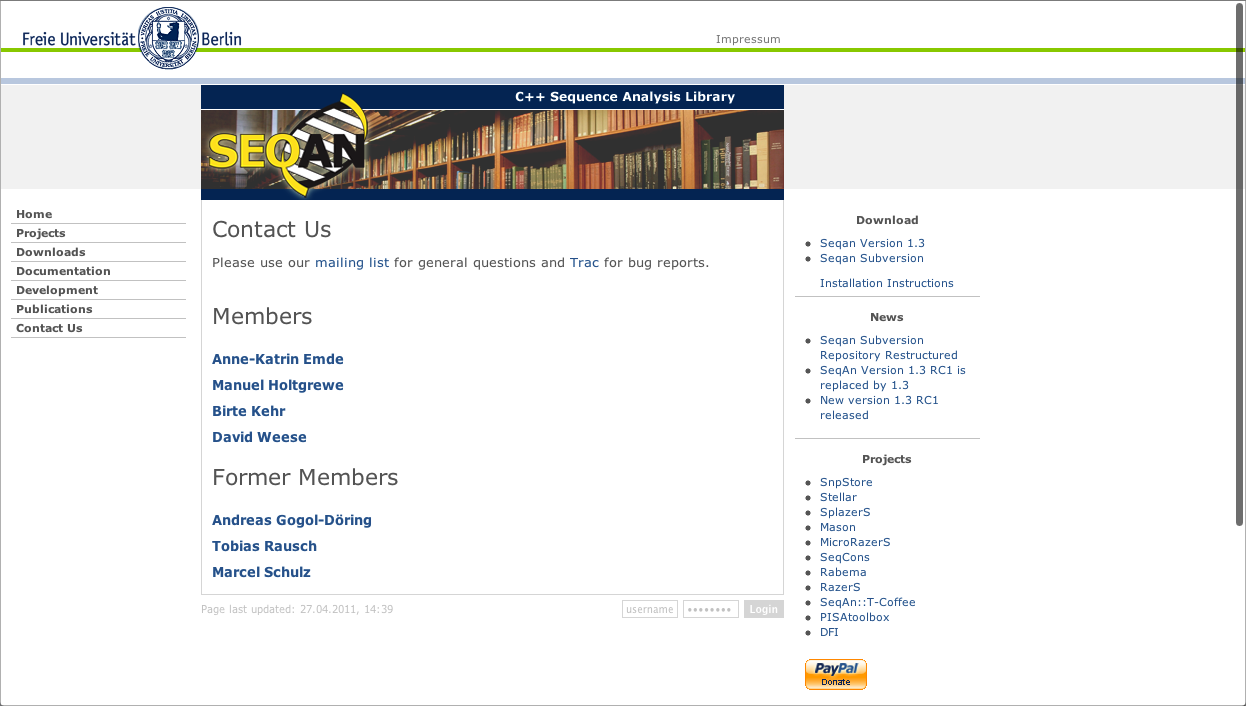 Freie Universität Berlin
Impressum
C++ Sequence Analysis Library
SEQAN
Home
Projects
Downloads
Documentation
Development
Publications
Contact Us
Contact Us
Please use our mailing list for general questions and Trac for bug reports.
Members
Anne-Katrin Emde
Manuel Holtgrewe
Birte Kehr
David Weese
Former Members
Andreas Gogol-Döring
Tobias Rausch
Marcel Schulz
Page last updated: 27.04.2011, 14:39
username
••••••••
Login
Download
Seqan Version 1.3
Seqan Subversion
Installation Instructions
News
Seqan Subversion
Repository Restructured
SeqAn Version 1.3 RC1 is
replaced by 1.3
New version 1.3 RC1
released
Projects
SnpStore
Stellar
SplazerS
Mason
MicroRazerS
SeqCons
Rabema
RazerS
SeqAn::T-Coffee
PISAtoolbox
DFI
PayPal
Donate